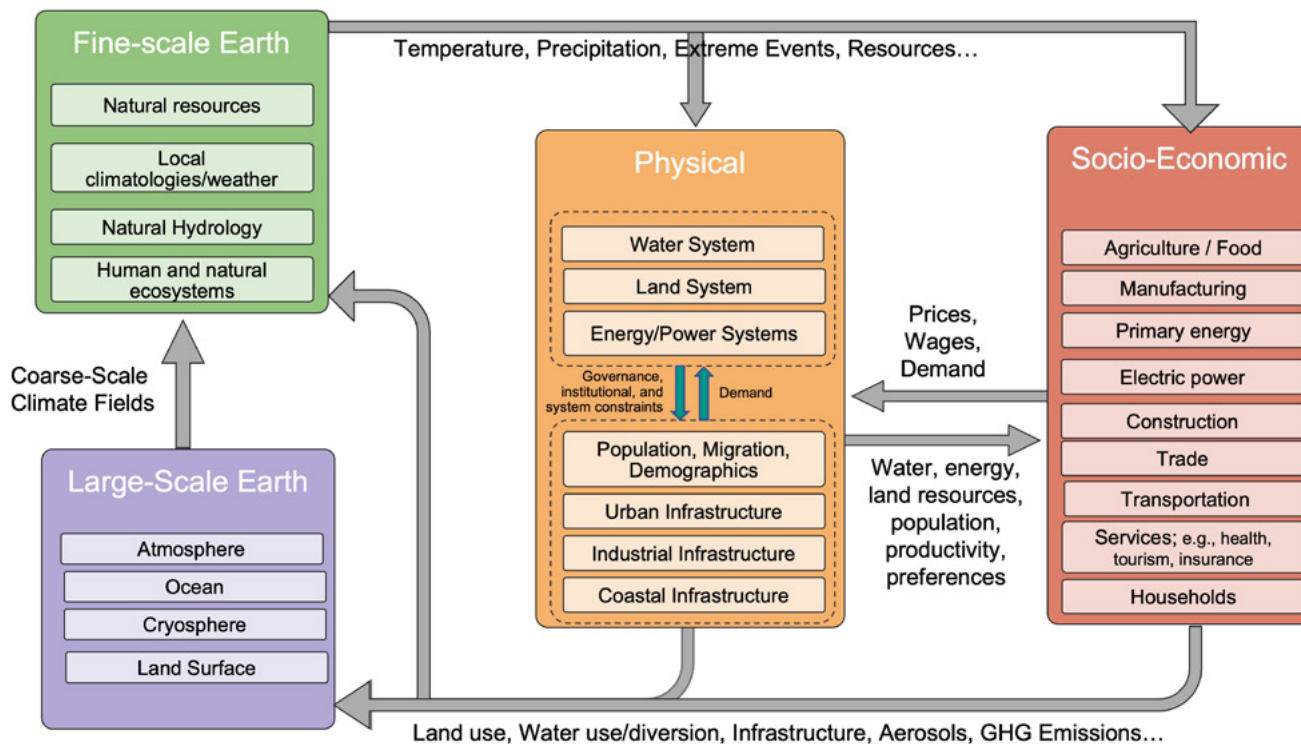 Fine-scale Earth
Natural resources
Local
climatologies/weather
Natural Hydrology
Human and natural
ecosystems
Temperature, Precipitation, Extreme Events, Resources…
Coarse-Scale
Climate Fields
Large-Scale Earth
Atmosphere
Ocean
Cryosphere
Land Surface
Physical
Water System
Land System
Energy/Power Systems
Governance,
institutional, and
system constraints
Demand
Population, Migration,
Demographics
Urban Infrastructure
Industrial Infrastructure
Coastal Infrastructure
Prices,
Wages,
Demand
Water, energy,
land resources,
population,
productivity,
preferences
Socio-Economic
Agriculture / Food
Manufacturing
Primary energy
Electric power
Construction
Trade
Transportation
Services; e.g., health,
tourism, insurance
Households
Land use, Water use/diversion, Infrastructure, Aerosols, GHG Emissions…